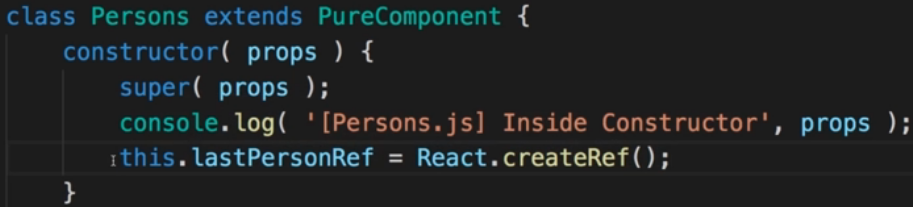 class Persons extends PureComponent {
    constructor( props ) {
        super( props );
        console.log( '[Persons.js] Inside Constructor', props );
        this.lastPersonRef = React.createRef();
    }